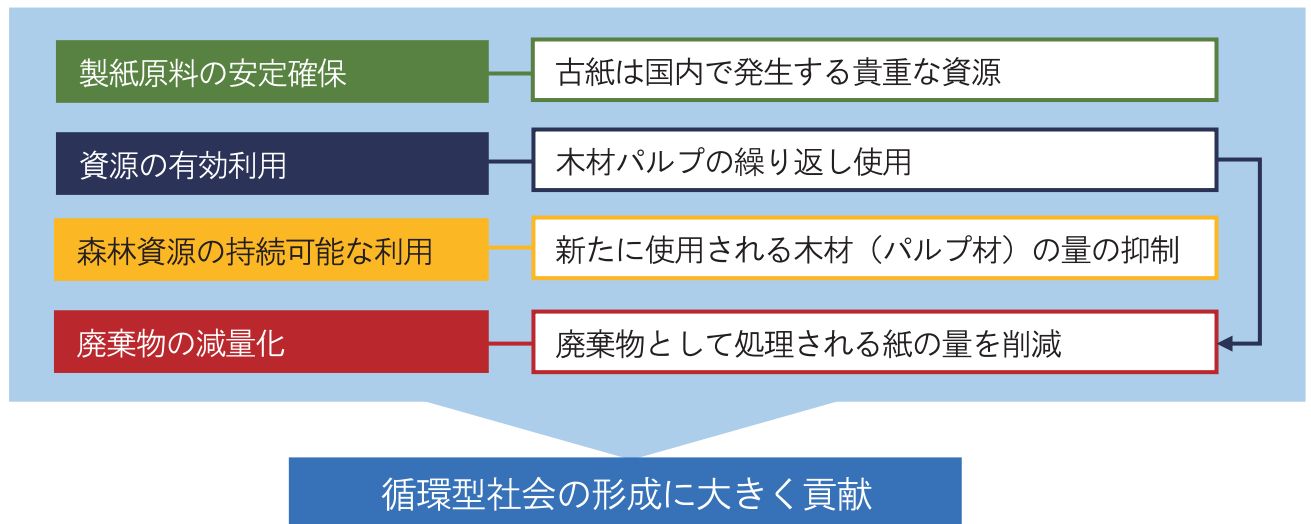 製紙原料の安定確保
古紙は国内で発生する貴重な資源
資源の有効利用
木材パルプの繰り返し使用
森林資源の持続可能な利用
新たに使用される木材（パルプ材）の量の抑制
廃棄物の減量化
廃棄物として処理される紙の量を削減
循環型社会の形成に大きく貢献